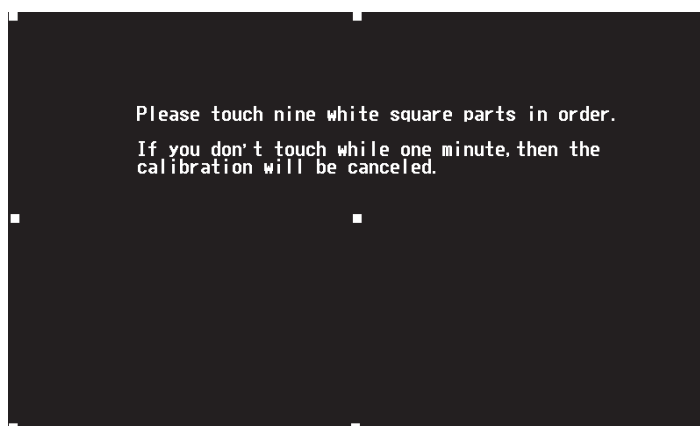 Please touch nine white square parts in order.
If you don't touch while one minute, then the
calibration will be canceled.